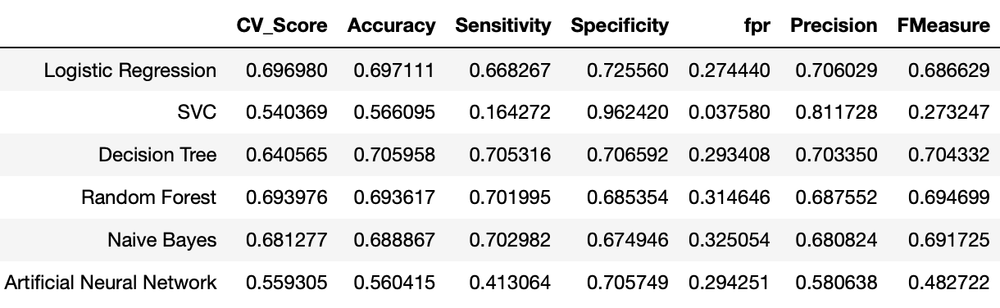 CV_Score Accuracy Sensitivity Specificity fpr Precision FMeasure
Logistic Regression 0.696980 0.697111 0.668267 0.725560 0.274440 0.706029 0.686629
SVC 0.540369 0.566095 0.164272 0.962420 0.037580 0.811728 0.273247
Decision Tree 0.640565 0.705958 0.705316 0.706592 0.293408 0.703350 0.704332
Random Forest 0.693976 0.693617 0.701995 0.685354 0.314646 0.687552 0.694699
Naive Bayes 0.681277 0.688867 0.702982 0.674946 0.325054 0.680824 0.691725
Artificial Neural Network 0.559305 0.560415 0.413064 0.705749 0.294251 0.580638 0.482722